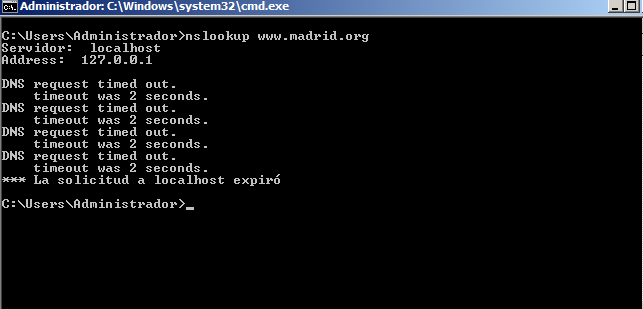 Administrador: C:\Windows\system32\cmd.exe
C:\Users\Administrador>nslookup www.madrid.org
Servidor:  localhost
Address:  127.0.0.1
DNS request timed out.
    timeout was 2 seconds.
DNS request timed out.
    timeout was 2 seconds.
DNS request timed out.
    timeout was 2 seconds.
DNS request timed out.
    timeout was 2 seconds.
*** La solicitud a localhost expiró
C:\Users\Administrador>_